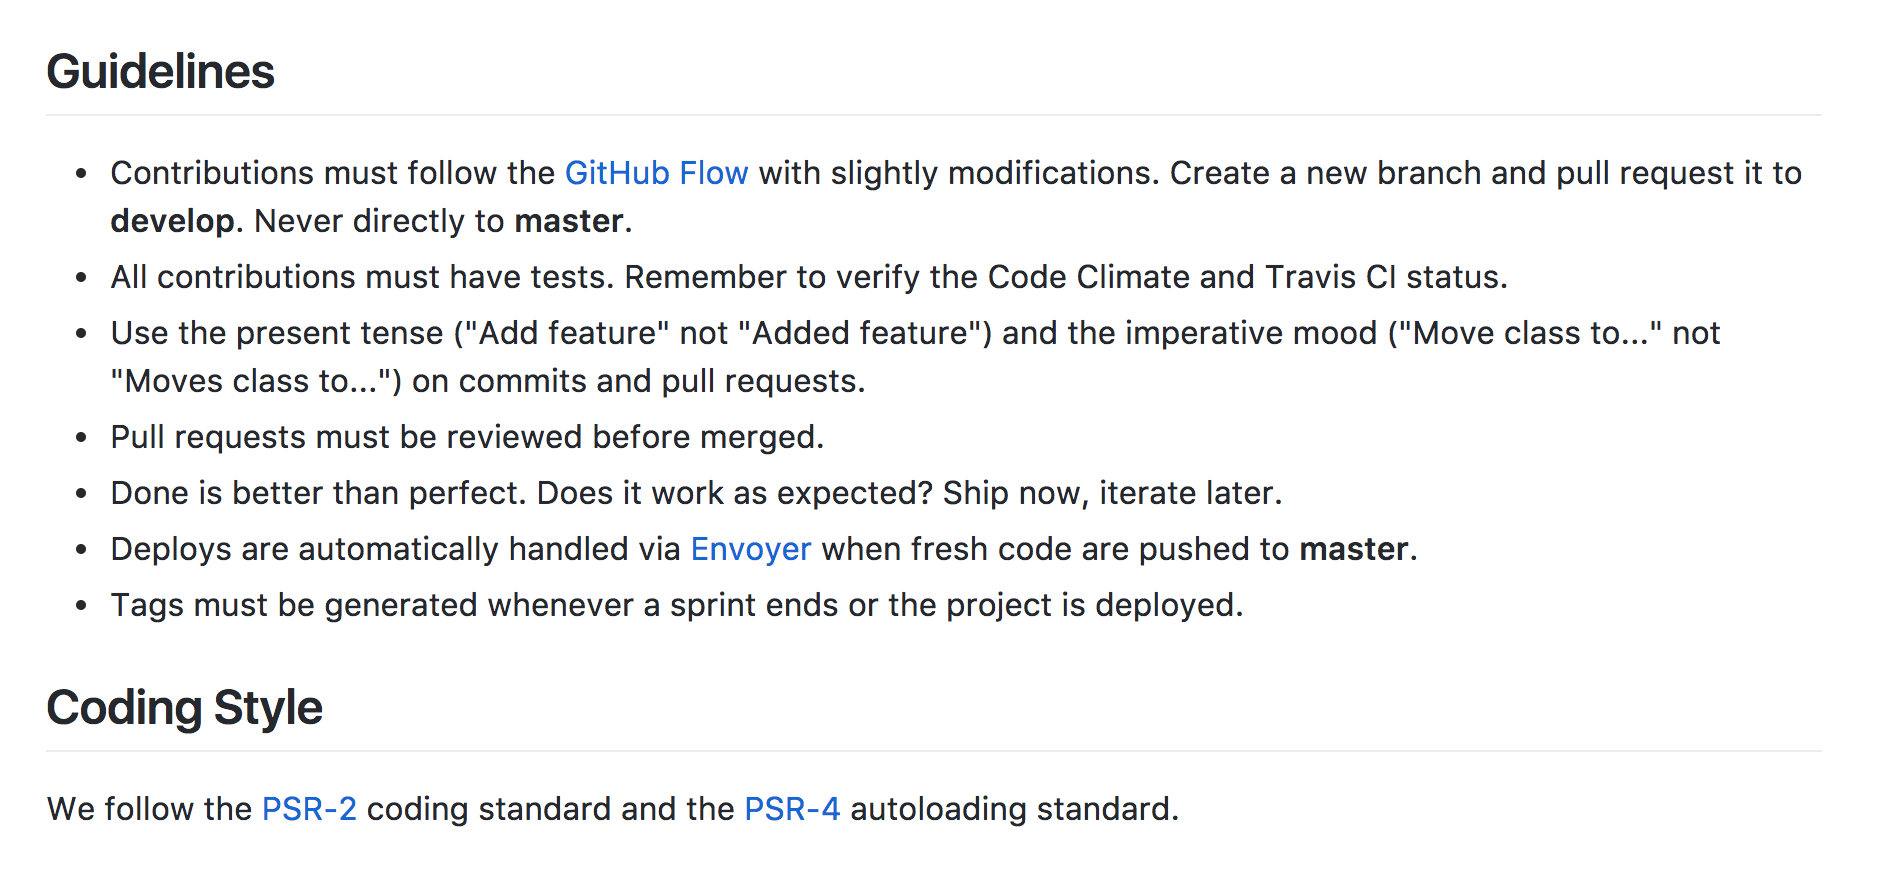 Guidelines
• Contributions must follow the GitHub Flow with slightly modifications. Create a new branch and pull request it to
develop. Never directly to master.
• All contributions must have tests. Remember to verify the Code Climate and Travis CI status.
• Use the present tense ("Add feature" not "Added feature") and the imperative mood ("Move class to..." not
"Moves class to...") on commits and pull requests.
• Pull requests must be reviewed before merged.
• Done is better than perfect. Does it work as expected? Ship now, iterate later.
• Deploys are automatically handled via Envoyer when fresh code are pushed to master.
• Tags must be generated whenever a sprint ends or the project is deployed.
Coding Style
We follow the PSR-2 coding standard and the PSR-4 autoloading standard.